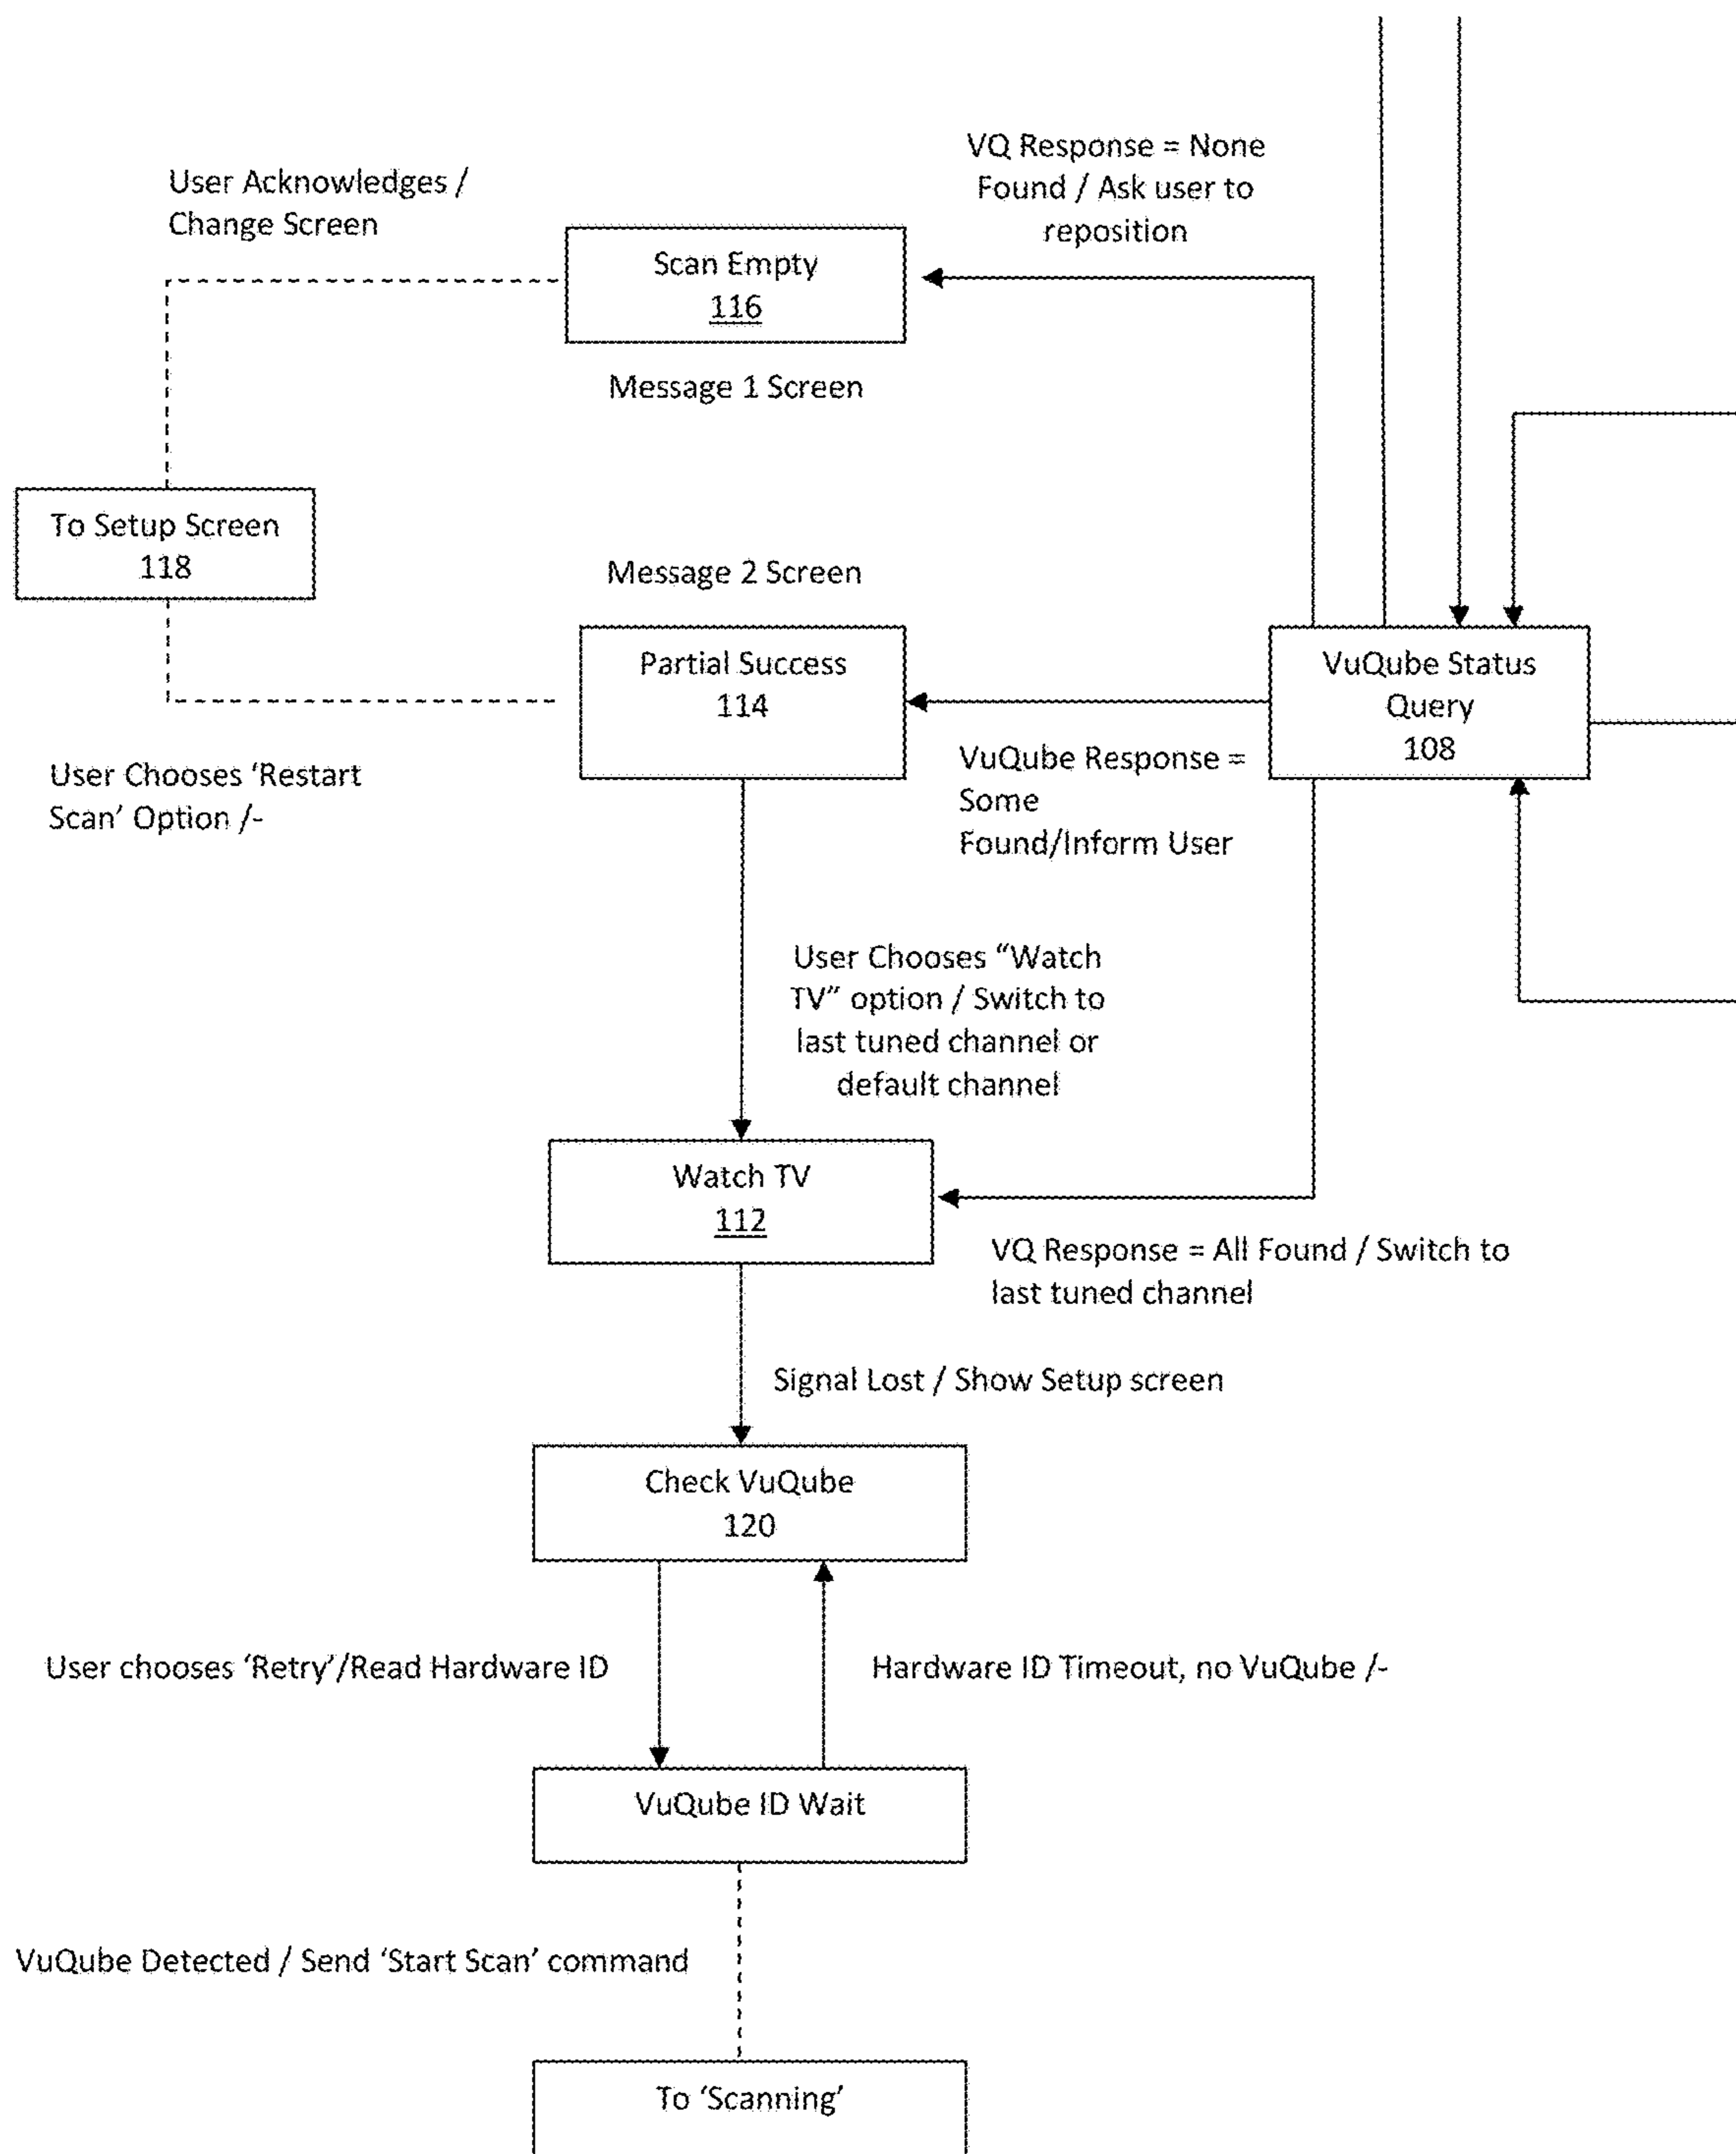 VQ Response = None
Found / Ask user to
reposition
User Acknowledges /
Change Screen
Scan Empty
116
Message 1 Screen
To Setup Screen
118
Message 2 Screen
Partial Success
114
VuQube Status
Query
108
User Chooses ‘Restart
Scan’ Option /-
VuQube Response =
Some
Found/Inform User
User Chooses “Watch
TV” option / Switch to
last tuned channel or
default channel
Watch TV
112
VQ Response = All Found / Switch to
last tuned channel
Signal Lost / Show Setup screen
Check VuQube
120
User chooses ‘Retry’/Read Hardware ID
Hardware ID Timeout, no VuQube /-
VuQube ID Wait
VuQube Detected / Send ‘Start Scan’ command
To ‘Scanning’